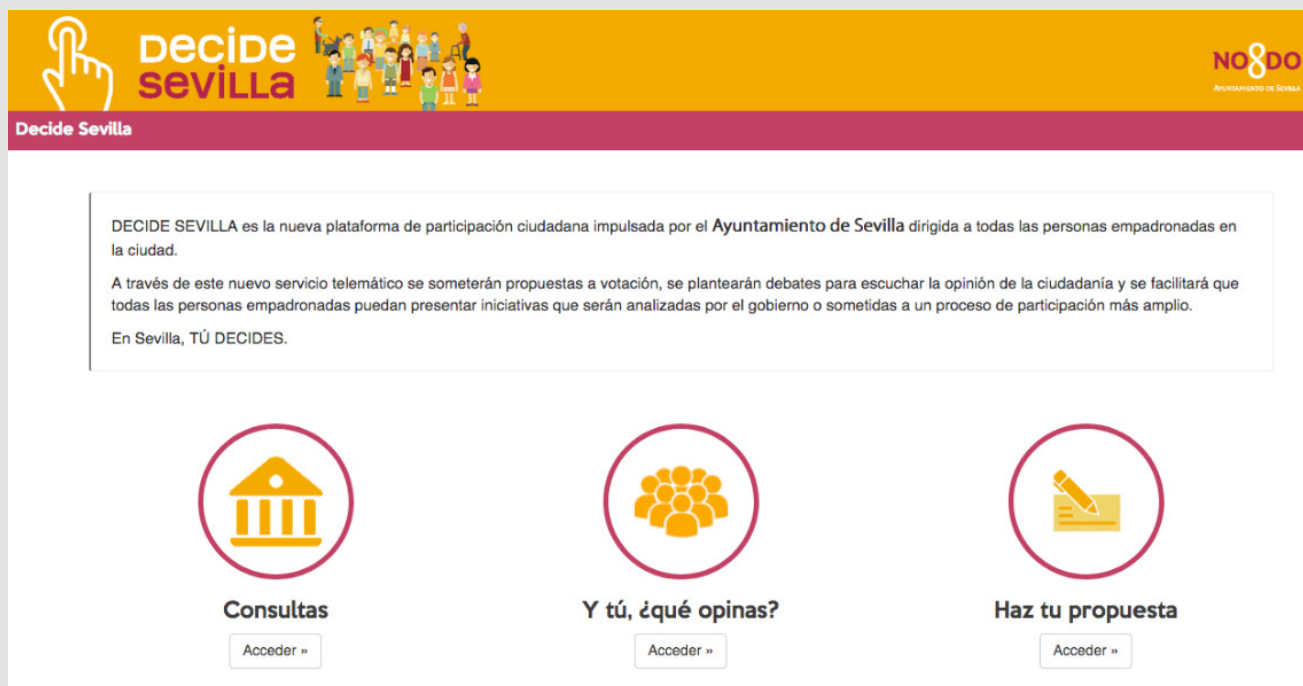 Decide
sevilla
NO8DO
AYUNTAMIENTO DE SEVILLA
Decide Sevilla
DECIDE SEVILLA es la nueva plataforma de participación ciudadana impulsada por el Ayuntamiento de Sevilla dirigida a todas las personas empadronadas en
la ciudad.
A través de este nuevo servicio telemático se someterán propuestas a votación, se plantearán debates para escuchar la opinión de la ciudadanía y se facilitará que
todas las personas empadronadas puedan presentar iniciativas que serán analizadas por el gobierno o sometidas a un proceso de participación más amplio.
En Sevilla, TÚ DECIDES.
Consultas
Y tú, ¿qué opinas?
Haz tu propuesta
Acceder »
Acceder »
Acceder »